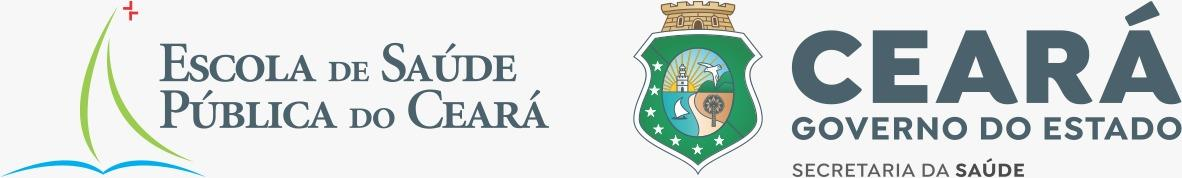 ESCOLA DE SAÚDE
PÚBLICA DO CEARÁ
CEARÁ
GOVERNO DO ESTADO
SECRETARIA DA SAÚDE